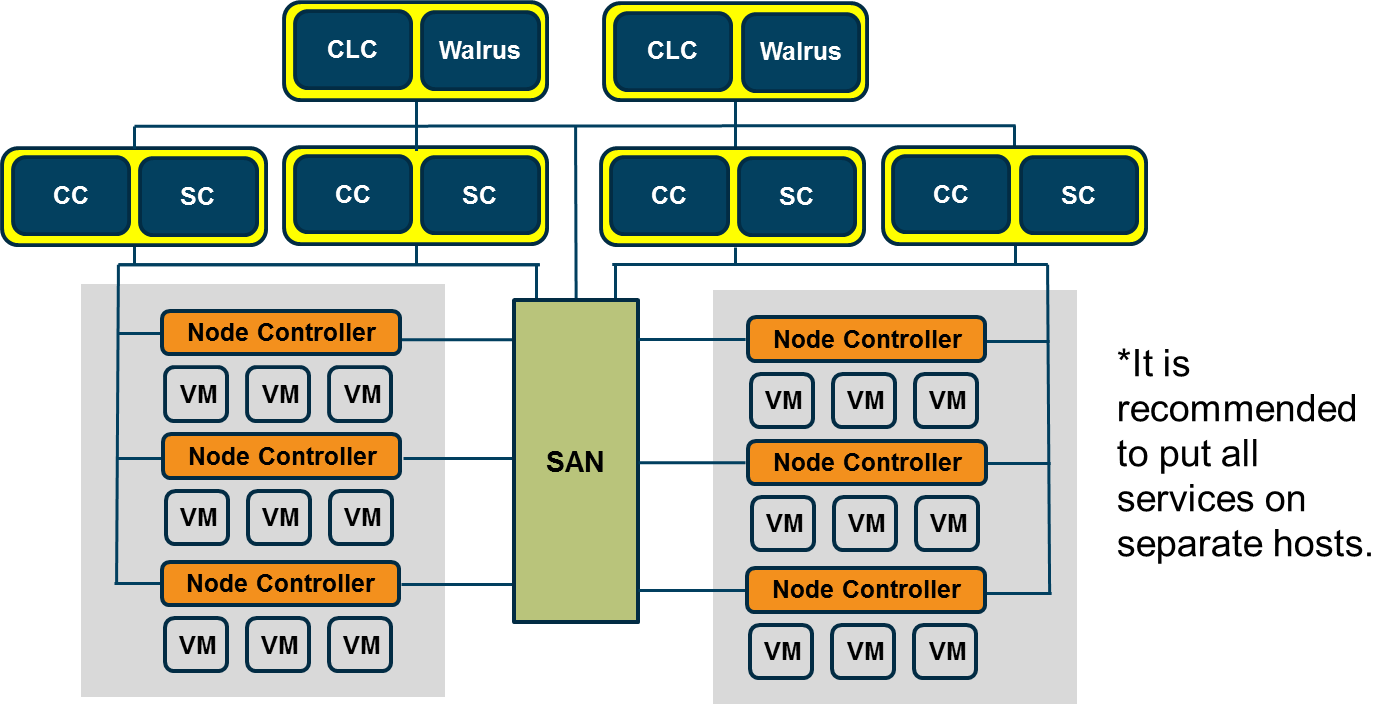 CLC Walrus CLC Walrus
CC SC CC SC CC SC CC SC
Node Controller
VM VM VM
Node Controller
VM VM VM
Node Controller
VM VM VM
SAN
Node Controller
VM VM VM
Node Controller
VM VM VM
Node Controller
VM VM VM
*It is
recommended
to put all
services on
separate hosts.